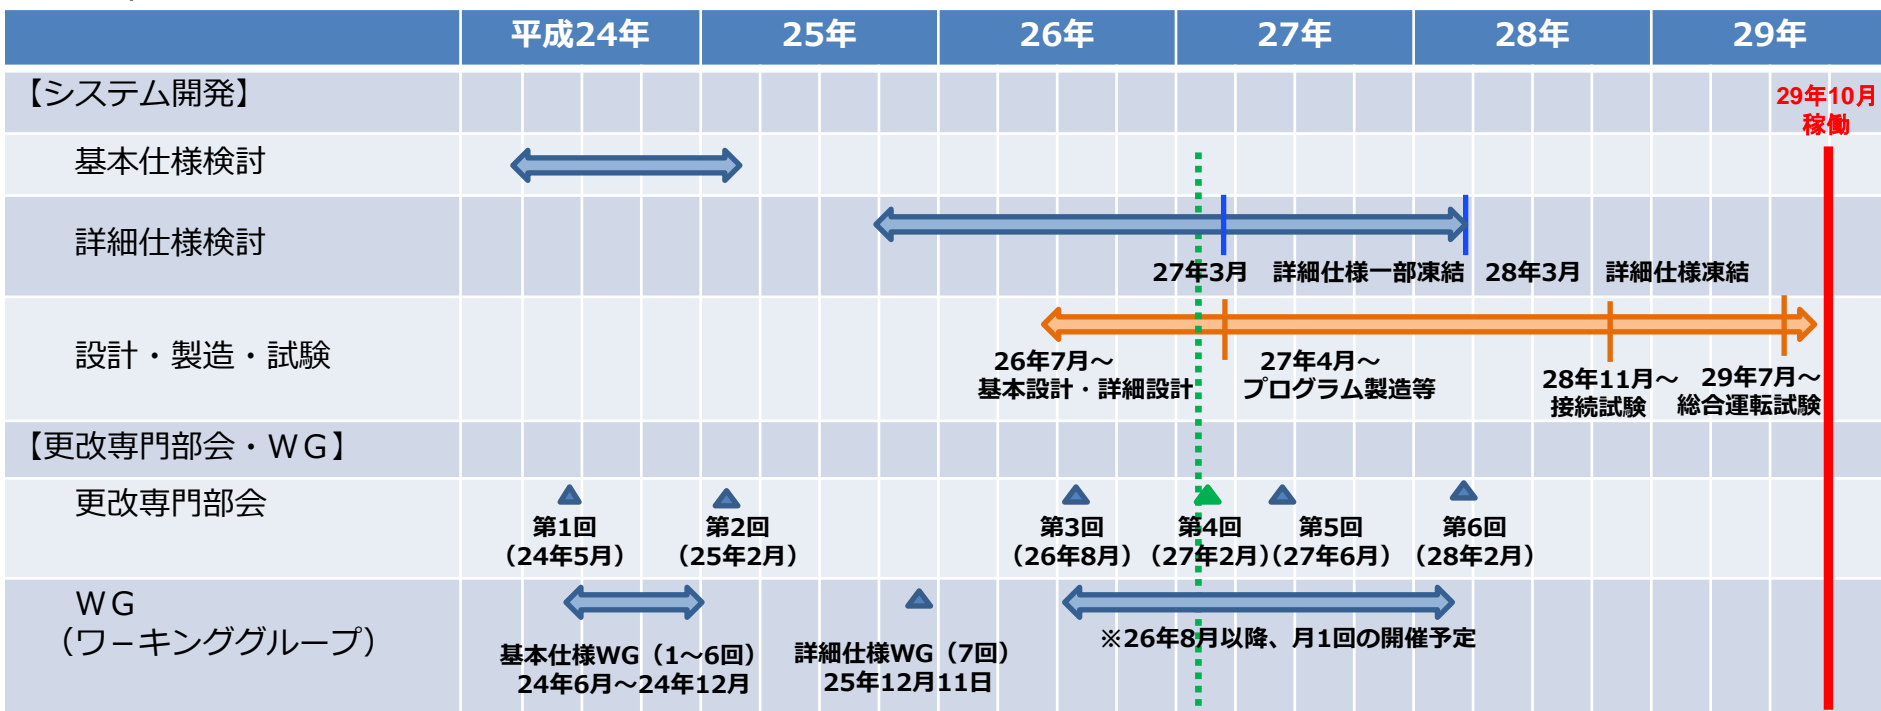 平成24年 25年 26年 27年 28年 29年
【システム開発】
29年10月
稼働
基本仕様検討
詳細仕様検討
27年3月　詳細仕様一部凍結
28年3月　詳細仕様凍結
設計・製造・試験
26年7月～
基本設計・詳細設計
27年4月～
プログラム製造等
28年11月～
接続試験
29年7月～
総合運転試験
【更改専門部会・ＷＧ】
更改専門部会
第1回
（24年5月）
第2回
（25年2月）
第3回
（26年8月）
第4回
（27年2月）
第5回
（27年6月）
第6回
（28年2月）
ＷＧ
（ワ－キンググループ）
基本仕様WG（1～6回）
24年6月～24年12月
詳細仕様WG（7回）
25年12月11日
※26年8月以降、月1回の開催予定